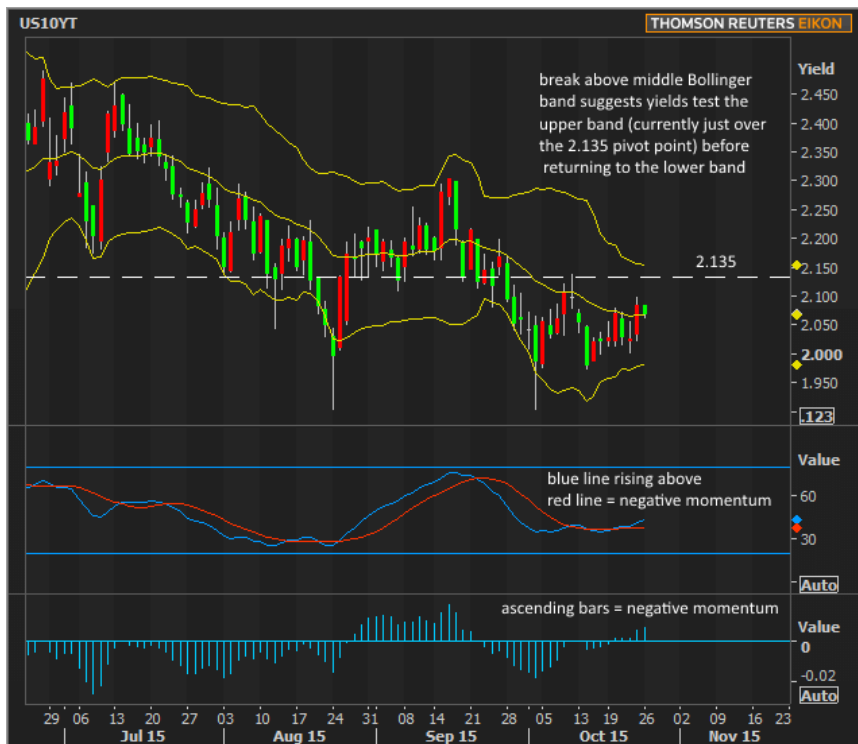 US10YT
THOMSON REUTERS EIKON
Yield
break above middle Bollinger
band suggests yields test the
upper band (currently just over
the 2.135 pivot point) before
returning to the lower band
2.450
2.400
2.350
2.300
2.250
2.200
2.135
2.150
2.100
2.050
2.000
1.950
.123
Value
blue line rising above
red line = negative momentum
60
30
Auto
ascending bars = negative momentum
Value
0
-0.02
Auto
29 06 13 20 27 03 10 17 24 31 08 14 21 28 05 13 19 26 02 09 16 23
Jul 15 Aug 15 Sep 15 Oct 15 Nov 15